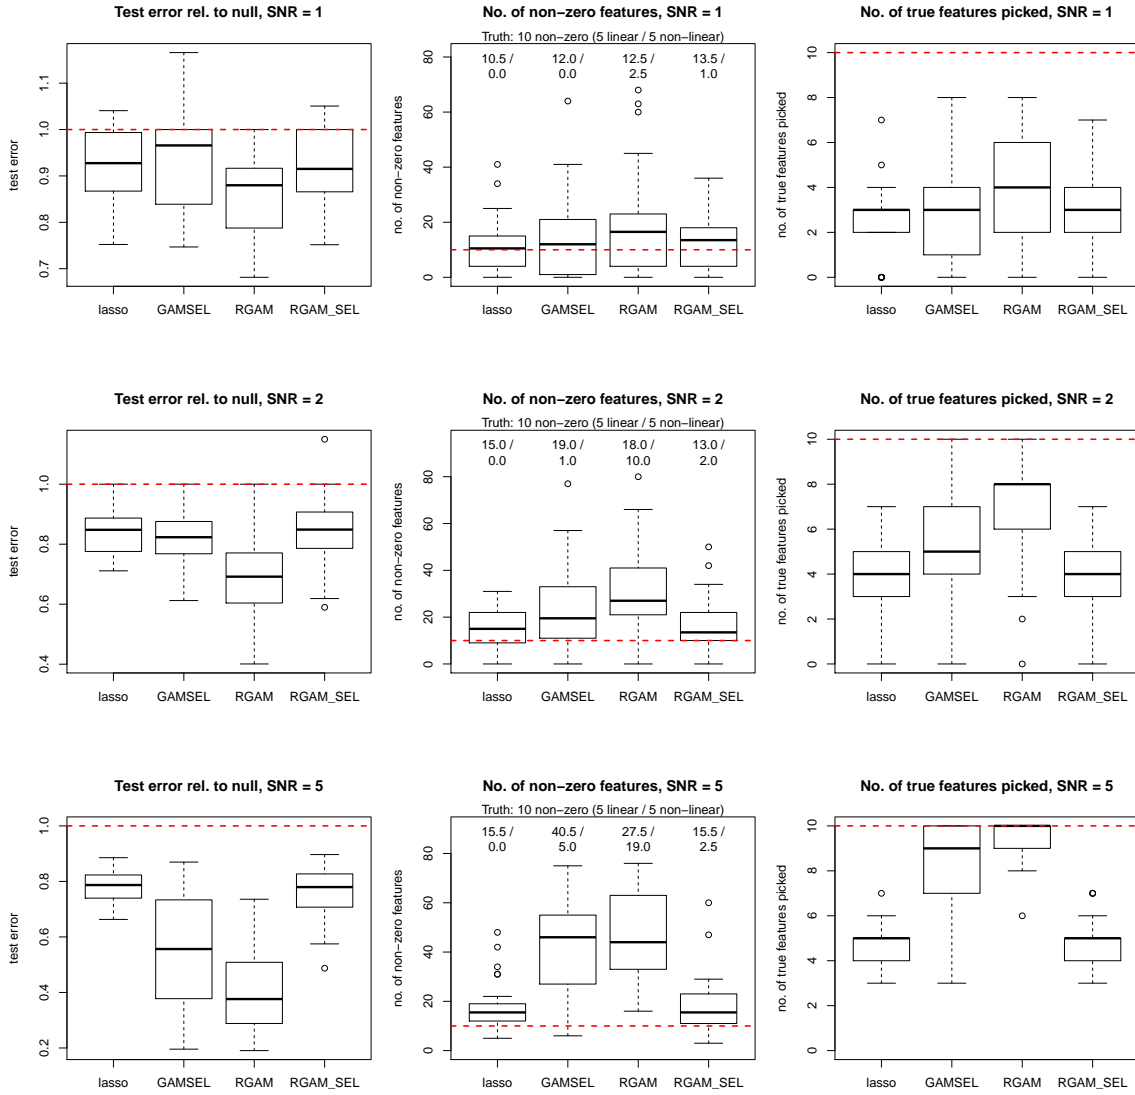 Test error rel. to null, SNR = 1
test error
0.7
0.8
0.9
1.0
1.1
lasso GAMSEL RGAM RGAM_SEL
No. of non−zero features, SNR = 1
Truth: 10 non−zero (5 linear / 5 non−linear)
10.5 / 12.0 / 12.5 / 13.5 /
0.0 0.0 2.5 1.0
no. of non−zero features
0
20
40
60
80
lasso GAMSEL RGAM RGAM_SEL
No. of true features picked, SNR = 1
no. of true features picked
0
2
4
6
8
10
lasso GAMSEL RGAM RGAM_SEL
Test error rel. to null, SNR = 2
test error
0.4
0.6
0.8
1.0
lasso GAMSEL RGAM RGAM_SEL
No. of non−zero features, SNR = 2
Truth: 10 non−zero (5 linear / 5 non−linear)
15.0 / 19.0 / 18.0 / 13.0 /
0.0 1.0 10.0 2.0
no. of non−zero features
0
20
40
60
80
lasso GAMSEL RGAM RGAM_SEL
No. of true features picked, SNR = 2
no. of true features picked
0
2
4
6
8
10
lasso GAMSEL RGAM RGAM_SEL
Test error rel. to null, SNR = 5
test error
0.2
0.4
0.6
0.8
1.0
lasso GAMSEL RGAM RGAM_SEL
No. of non−zero features, SNR = 5
Truth: 10 non−zero (5 linear / 5 non−linear)
15.5 / 40.5 / 27.5 / 15.5 /
0.0 5.0 19.0 2.5
no. of non−zero features
0
20
40
60
80
lasso GAMSEL RGAM RGAM_SEL
No. of true features picked, SNR = 5
no. of true features picked
0
2
4
6
8
10
lasso GAMSEL RGAM RGAM_SEL